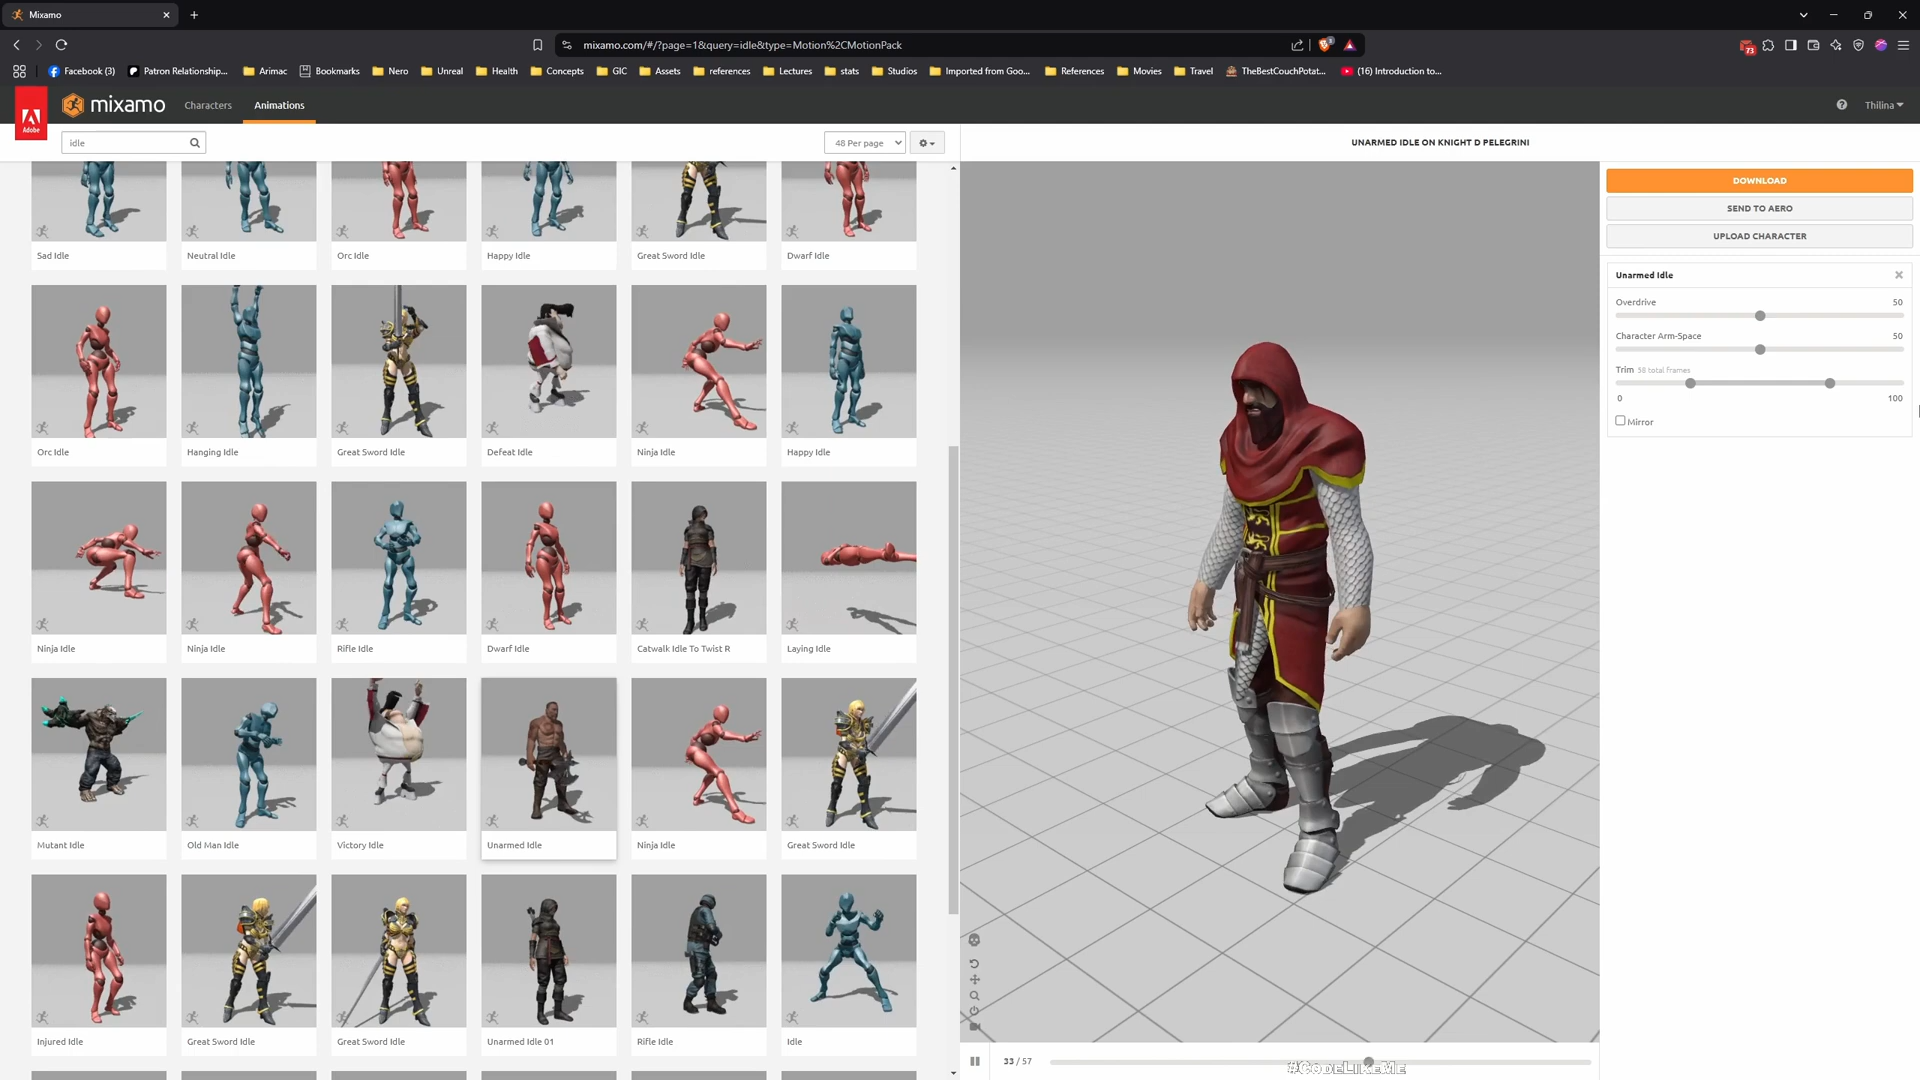 Mixamo
mixamo.com/#/?page=1&query=idle&type=Motion%2CMotionPack
73
Facebook (3)
Patron Relationship...
Arimac
Bookmarks
Nero
Unreal
Health
Concepts
GIC
Assets
references
Lectures
stats
Studios
Imported from Goo...
References
Movies
Travel
TheBestCouchPotat...
(16) Introduction to...
Adobe
mixamo
Characters
Animations
Thilina
idle
48 Per page
UNARMED IDLE ON KNIGHT D PELEGRINI
DOWNLOAD
SEND TO AERO
UPLOAD CHARACTER
Unarmed Idle
Overdrive 50
Character Arm-Space 50
Trim 58 total frames
0 100
Mirror
Sad Idle
Neutral Idle
Orc Idle
Happy Idle
Great Sword Idle
Dwarf Idle
Orc Idle
Hanging Idle
Great Sword Idle
Defeat Idle
Ninja Idle
Happy Idle
Ninja Idle
Ninja Idle
Rifle Idle
Dwarf Idle
Catwalk Idle To Twist R
Laying Idle
Mutant Idle
Old Man Idle
Victory Idle
Unarmed Idle
Ninja Idle
Great Sword Idle
Injured Idle
Great Sword Idle
Great Sword Idle
Unarmed Idle 01
Rifle Idle
Idle
33 / 57
#CodeLikeMe